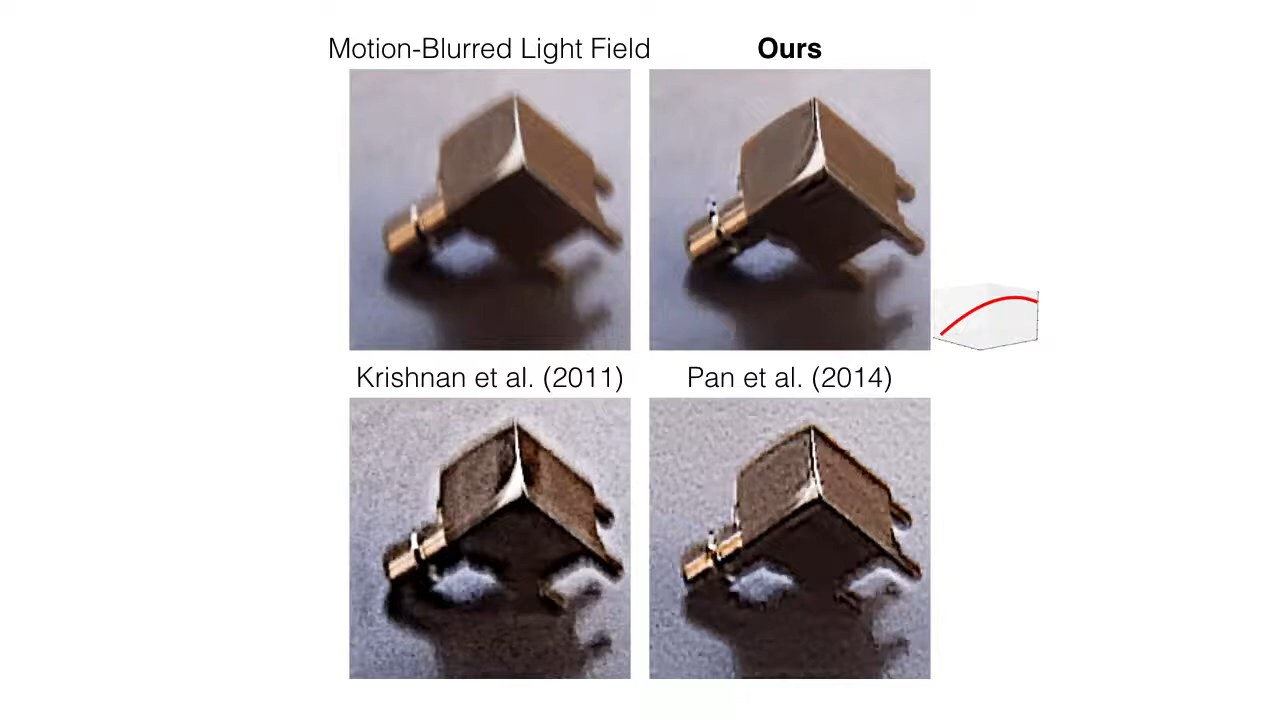 Motion-Blurred Light Field
Ours
Krishnan et al. (2011)
Pan et al. (2014)